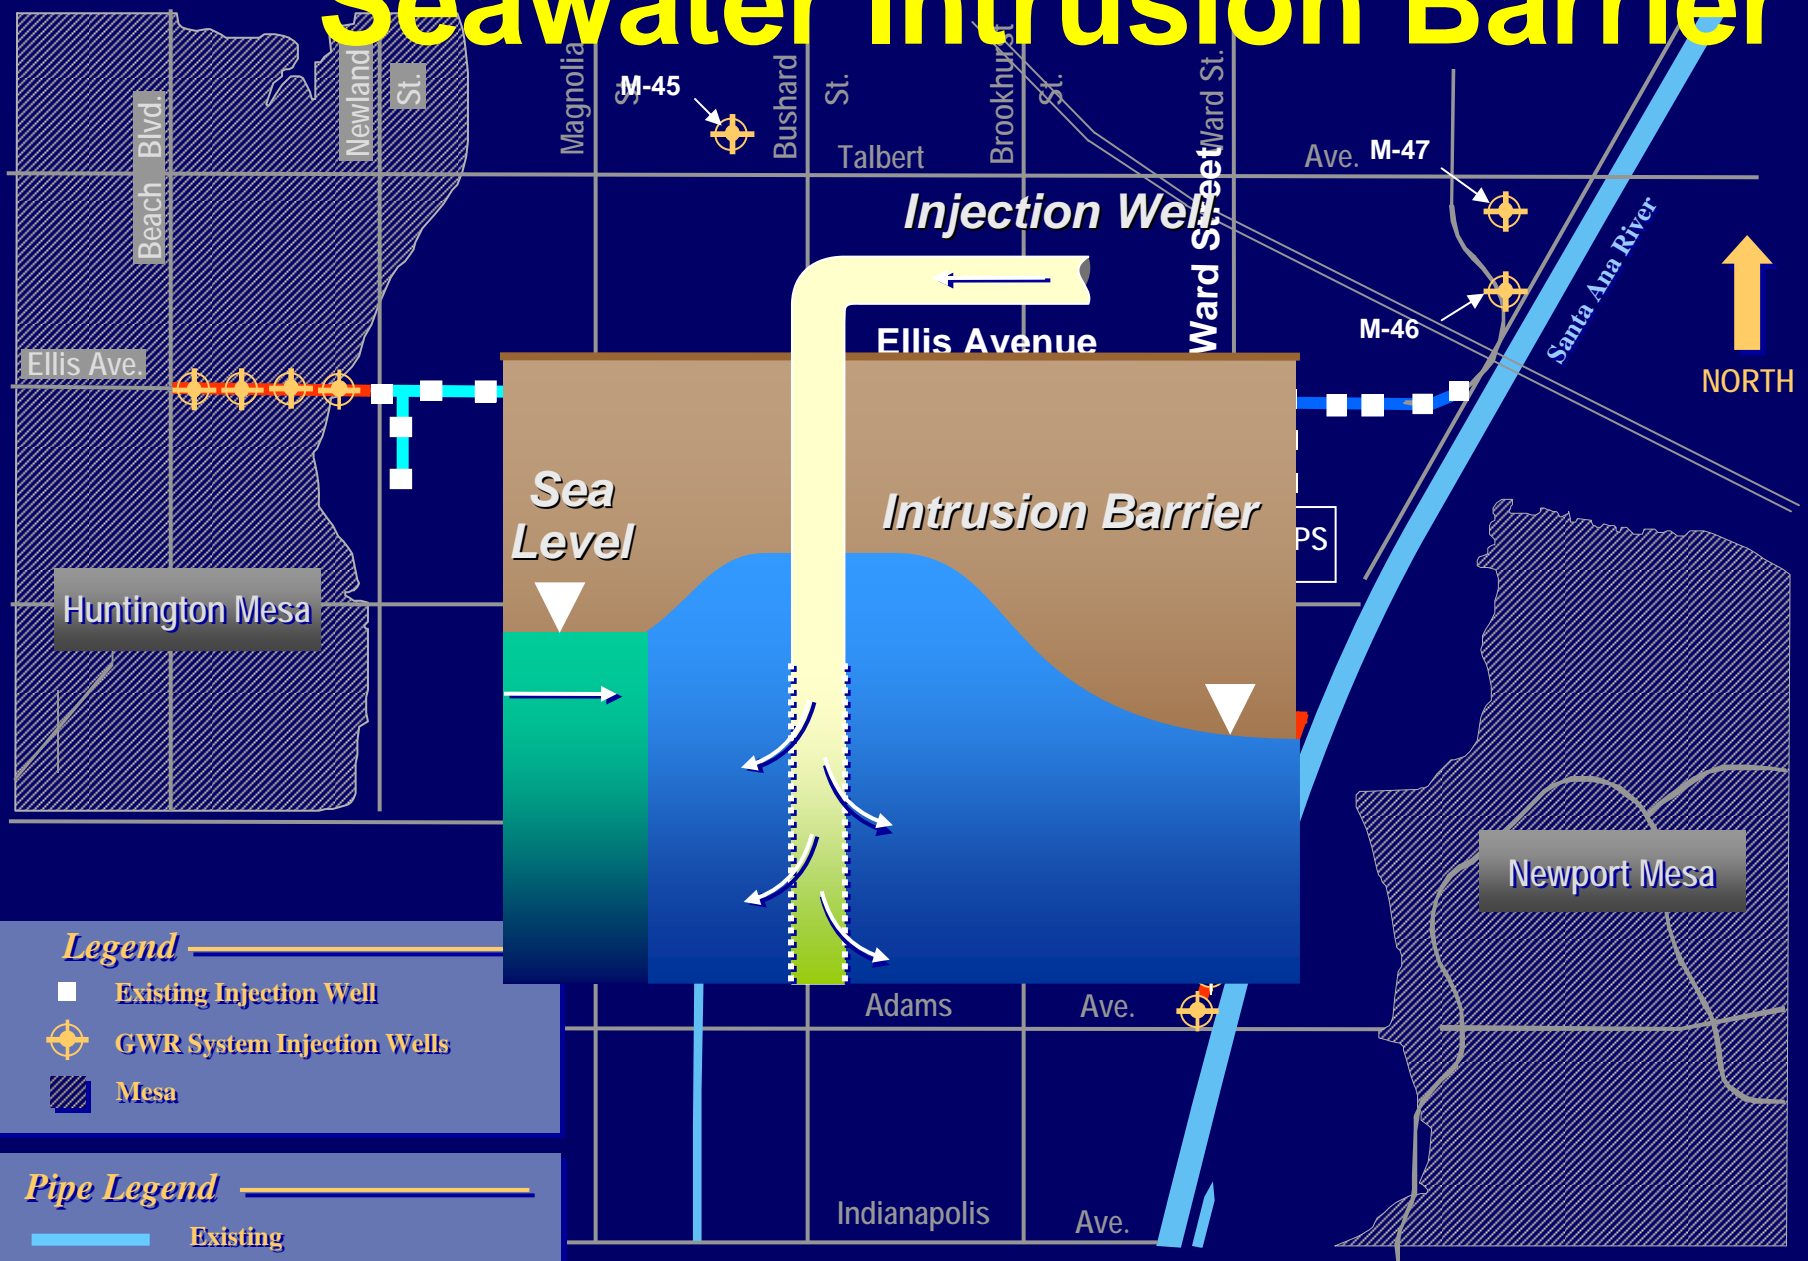 Seawater Intrusion Barrier
Beach Blvd.
Newland St.
Magnolia St.
M-45
Bushard St.
Brookhurst St.
Ward St.
Talbert Ave.
M-47
Injection Well
Ward Street
Santa Ana River
M-46
Ellis Avenue
Ellis Ave.
NORTH
Sea
Level
Intrusion Barrier
PS
Huntington Mesa
Newport Mesa
Legend
Existing Injection Well
GWR System Injection Wells
Mesa
Adams Ave.
Pipe Legend
Existing
Indianapolis Ave.